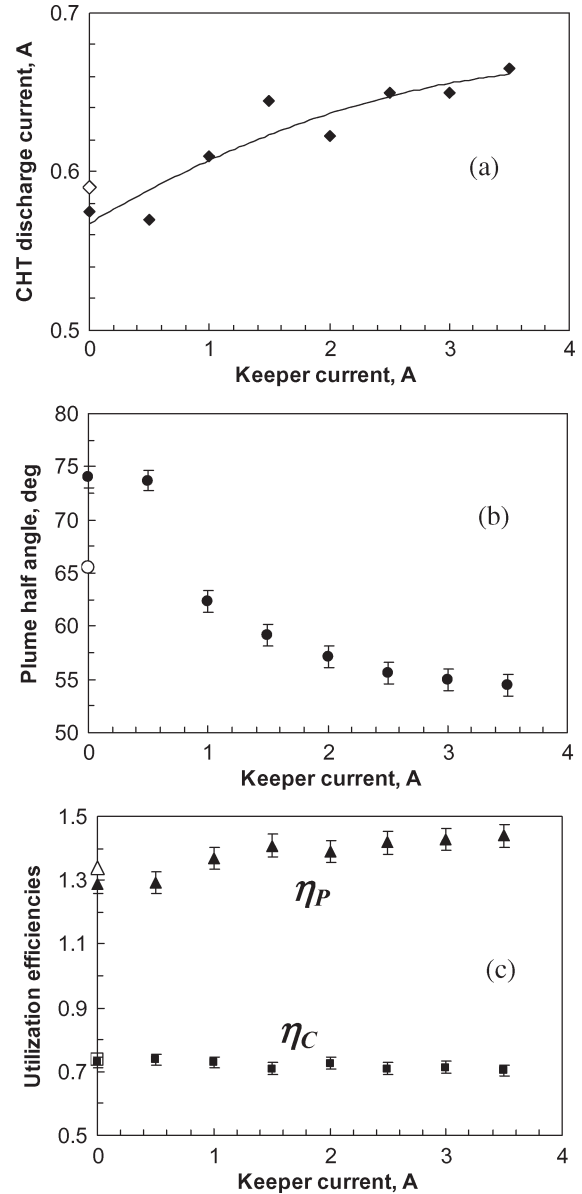 0.7
0.6
0.5
CHT discharge current, A
(a)
0 1 2 3 4
Keeper current, A
80
75
70
65
60
55
50
Plume half angle, deg
(b)
0 1 2 3 4
Keeper current, A
1.5
1.3
1.1
0.9
0.7
0.5
Utilization efficiencies
ηP
(c)
ηC
0 1 2 3 4
Keeper current, A